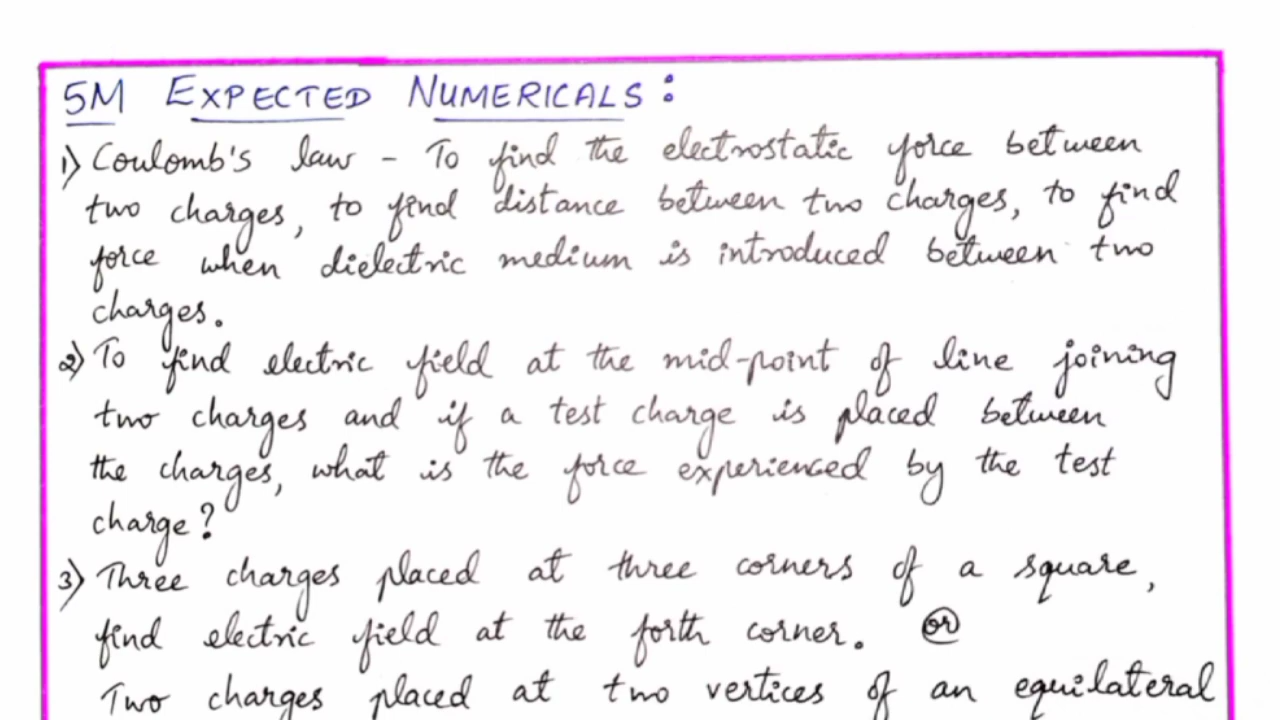 5M EXPECTED NUMERICALS:
1) Coulomb's law - To find the electrostatic force between
two charges, to find distance between two charges, to find
force when dielectric medium is introduced between two
charges.
2) To find electric field at the mid-point of line joining
two charges and if a test charge is placed between
the charges, what is the force experienced by the test
charge?
3) Three charges placed at three corners of a square,
find electric field at the forth corner. or
Two charges placed at two vertices of an equilateral